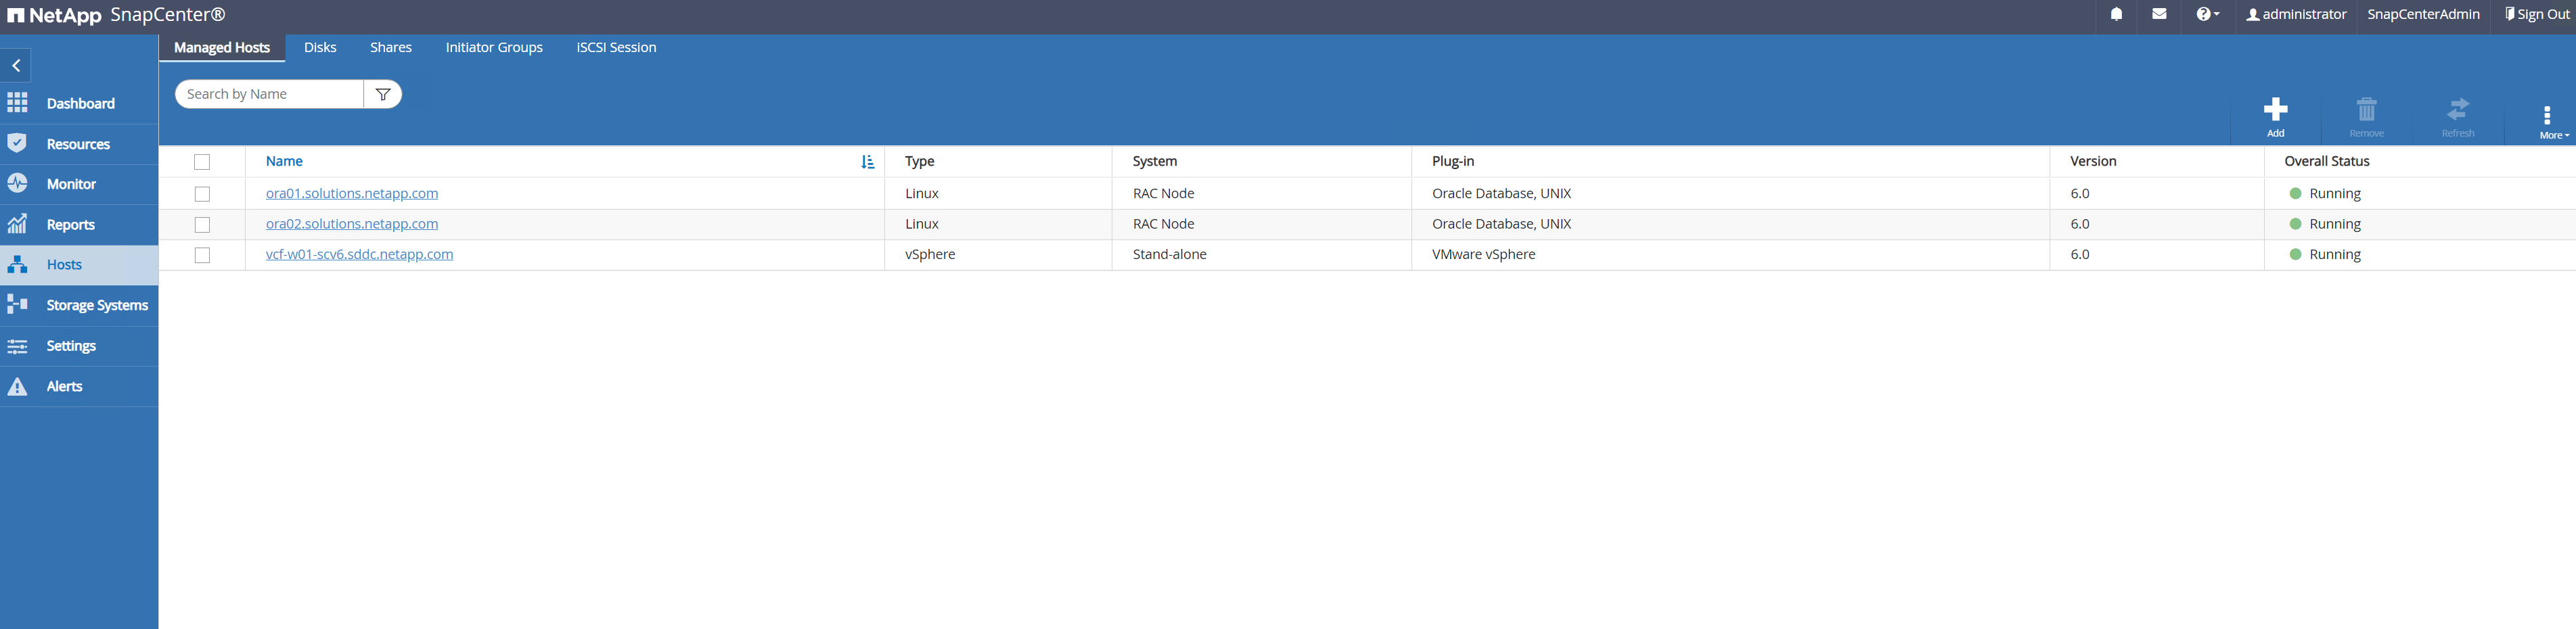 NetApp SnapCenter®
administrator SnapCenterAdmin Sign Out
Managed Hosts Disks Shares Initiator Groups iSCSI Session
Search by Name
Dashboard
Resources
Monitor
Reports
Hosts
Storage Systems
Settings
Alerts
Add Remove Refresh More
Name Type System Plug-in Version Overall Status
ora01.solutions.netapp.com Linux RAC Node Oracle Database, UNIX 6.0 Running
ora02.solutions.netapp.com Linux RAC Node Oracle Database, UNIX 6.0 Running
vcf-w01-scv6.sddc.netapp.com vSphere Stand-alone VMware vSphere 6.0 Running